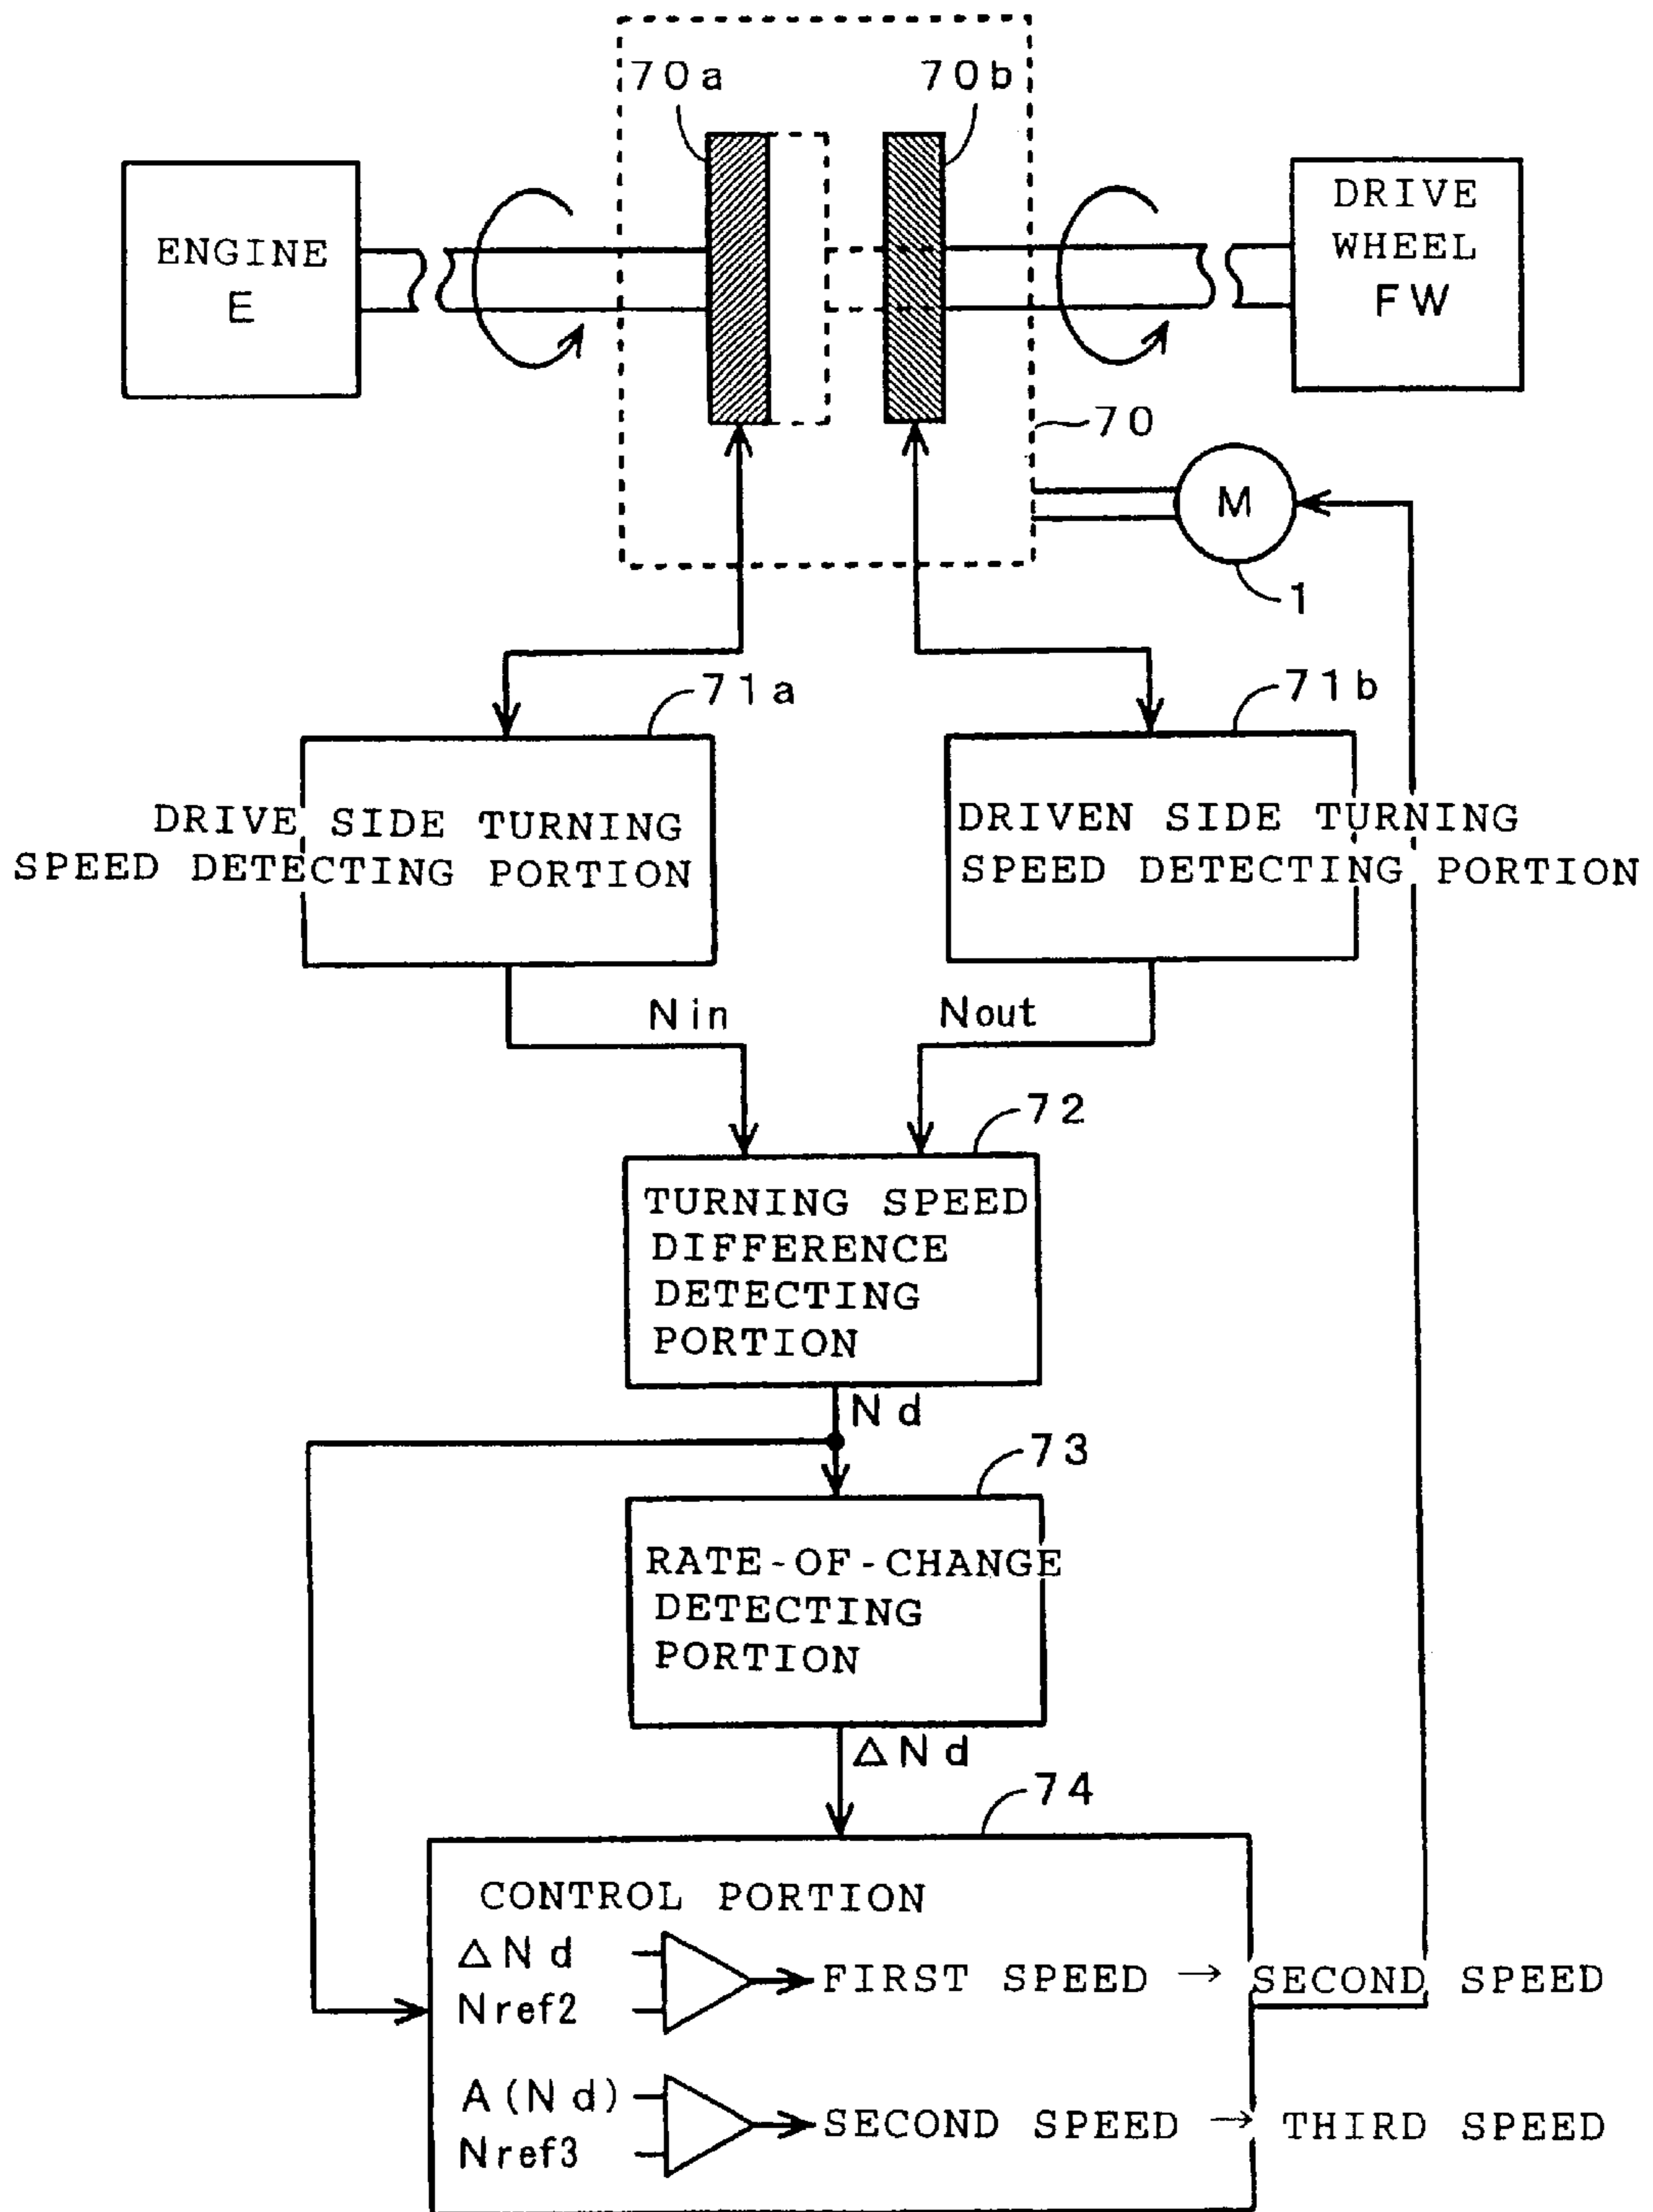 70a
70b
ENGINE
E
DRIVE
WHEEL
FW
70
M
1
71a
71b
DRIVE SIDE TURNING
SPEED DETECTING PORTION
DRIVEN SIDE TURNING
SPEED DETECTING PORTION
Nin
Nout
72
TURNING SPEED
DIFFERENCE
DETECTING
PORTION
Nd
73
RATE-OF-CHANGE
DETECTING
PORTION
ΔNd
74
CONTROL PORTION
ΔNd
Nref2
FIRST SPEED → SECOND SPEED
A(Nd)
Nref3
SECOND SPEED → THIRD SPEED